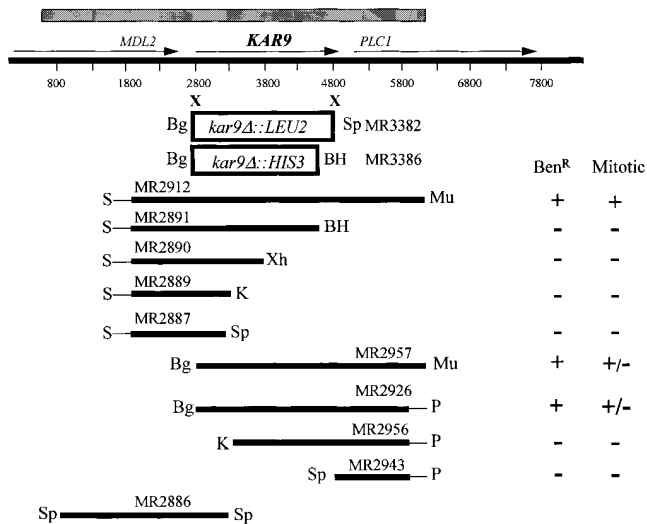 MDL2 KAR9 PLC1
800 1800 2800 3800 4800 5800 6800 7800
X X
Bg kar9Δ::LEU2 Sp MR3382
Bg kar9Δ::HIS3 BH MR3386
Ben^R Mitotic
S MR2912 Mu + +
S MR2891 BH - -
S MR2890 Xh - -
S MR2889 K - -
S MR2887 Sp - -
Bg MR2957 Mu + +/-
Bg MR2926 P + +/-
K MR2956 P - -
Sp MR2943 P - -
Sp MR2886 Sp